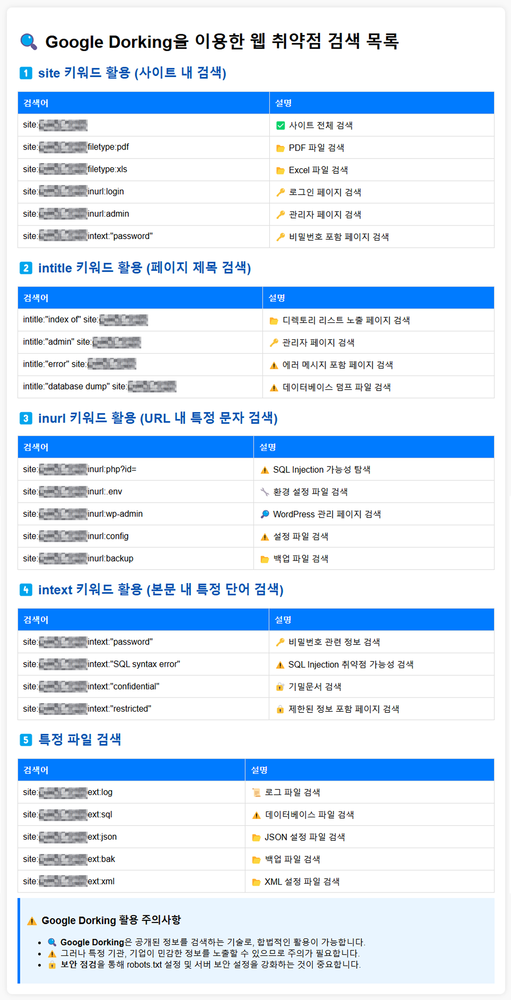 Google Dorking을 이용한 웹 취약점 검색 목록
1 site 키워드 활용 (사이트 내 검색)
검색어 설명
site: 사이트 전체 검색
site: filetype:pdf PDF 파일 검색
site: filetype:xls Excel 파일 검색
site: inurl:login 로그인 페이지 검색
site: inurl:admin 관리자 페이지 검색
site: intext:"password" 비밀번호 포함 페이지 검색
2 intitle 키워드 활용 (페이지 제목 검색)
검색어 설명
intitle:"index of" site: 디렉토리 리스트 노출 페이지 검색
intitle:"admin" site: 관리자 페이지 검색
intitle:"error" site: 에러 메시지 포함 페이지 검색
intitle:"database dump" site: 데이터베이스 덤프 파일 검색
3 inurl 키워드 활용 (URL 내 특정 문자 검색)
검색어 설명
site: inurl:php?id= SQL Injection 가능성 탐색
site: inurl:.env 환경 설정 파일 검색
site: inurl:wp-admin WordPress 관리 페이지 검색
site: inurl:config 설정 파일 검색
site: inurl:backup 백업 파일 검색
4 intext 키워드 활용 (본문 내 특정 단어 검색)
검색어 설명
site: intext:"password" 비밀번호 관련 정보 검색
site: intext:"SQL syntax error" SQL Injection 취약점 가능성 검색
site: intext:"confidential" 기밀문서 검색
site: intext:"restricted" 제한된 정보 포함 페이지 검색
5 특정 파일 검색
검색어 설명
site: ext:log 로그 파일 검색
site: ext:sql 데이터베이스 파일 검색
site: ext:json JSON 설정 파일 검색
site: ext:bak 백업 파일 검색
site: ext:xml XML 설정 파일 검색
Google Dorking 활용 주의사항
• Google Dorking은 공개된 정보를 검색하는 기술로, 합법적인 활용이 가능합니다.
• 그러나 특정 기관, 기업이 민감한 정보를 노출할 수 있으므로 주의가 필요합니다.
• 보안 점검을 통해 robots.txt 설정 및 서버 보안 설정을 강화하는 것이 중요합니다.